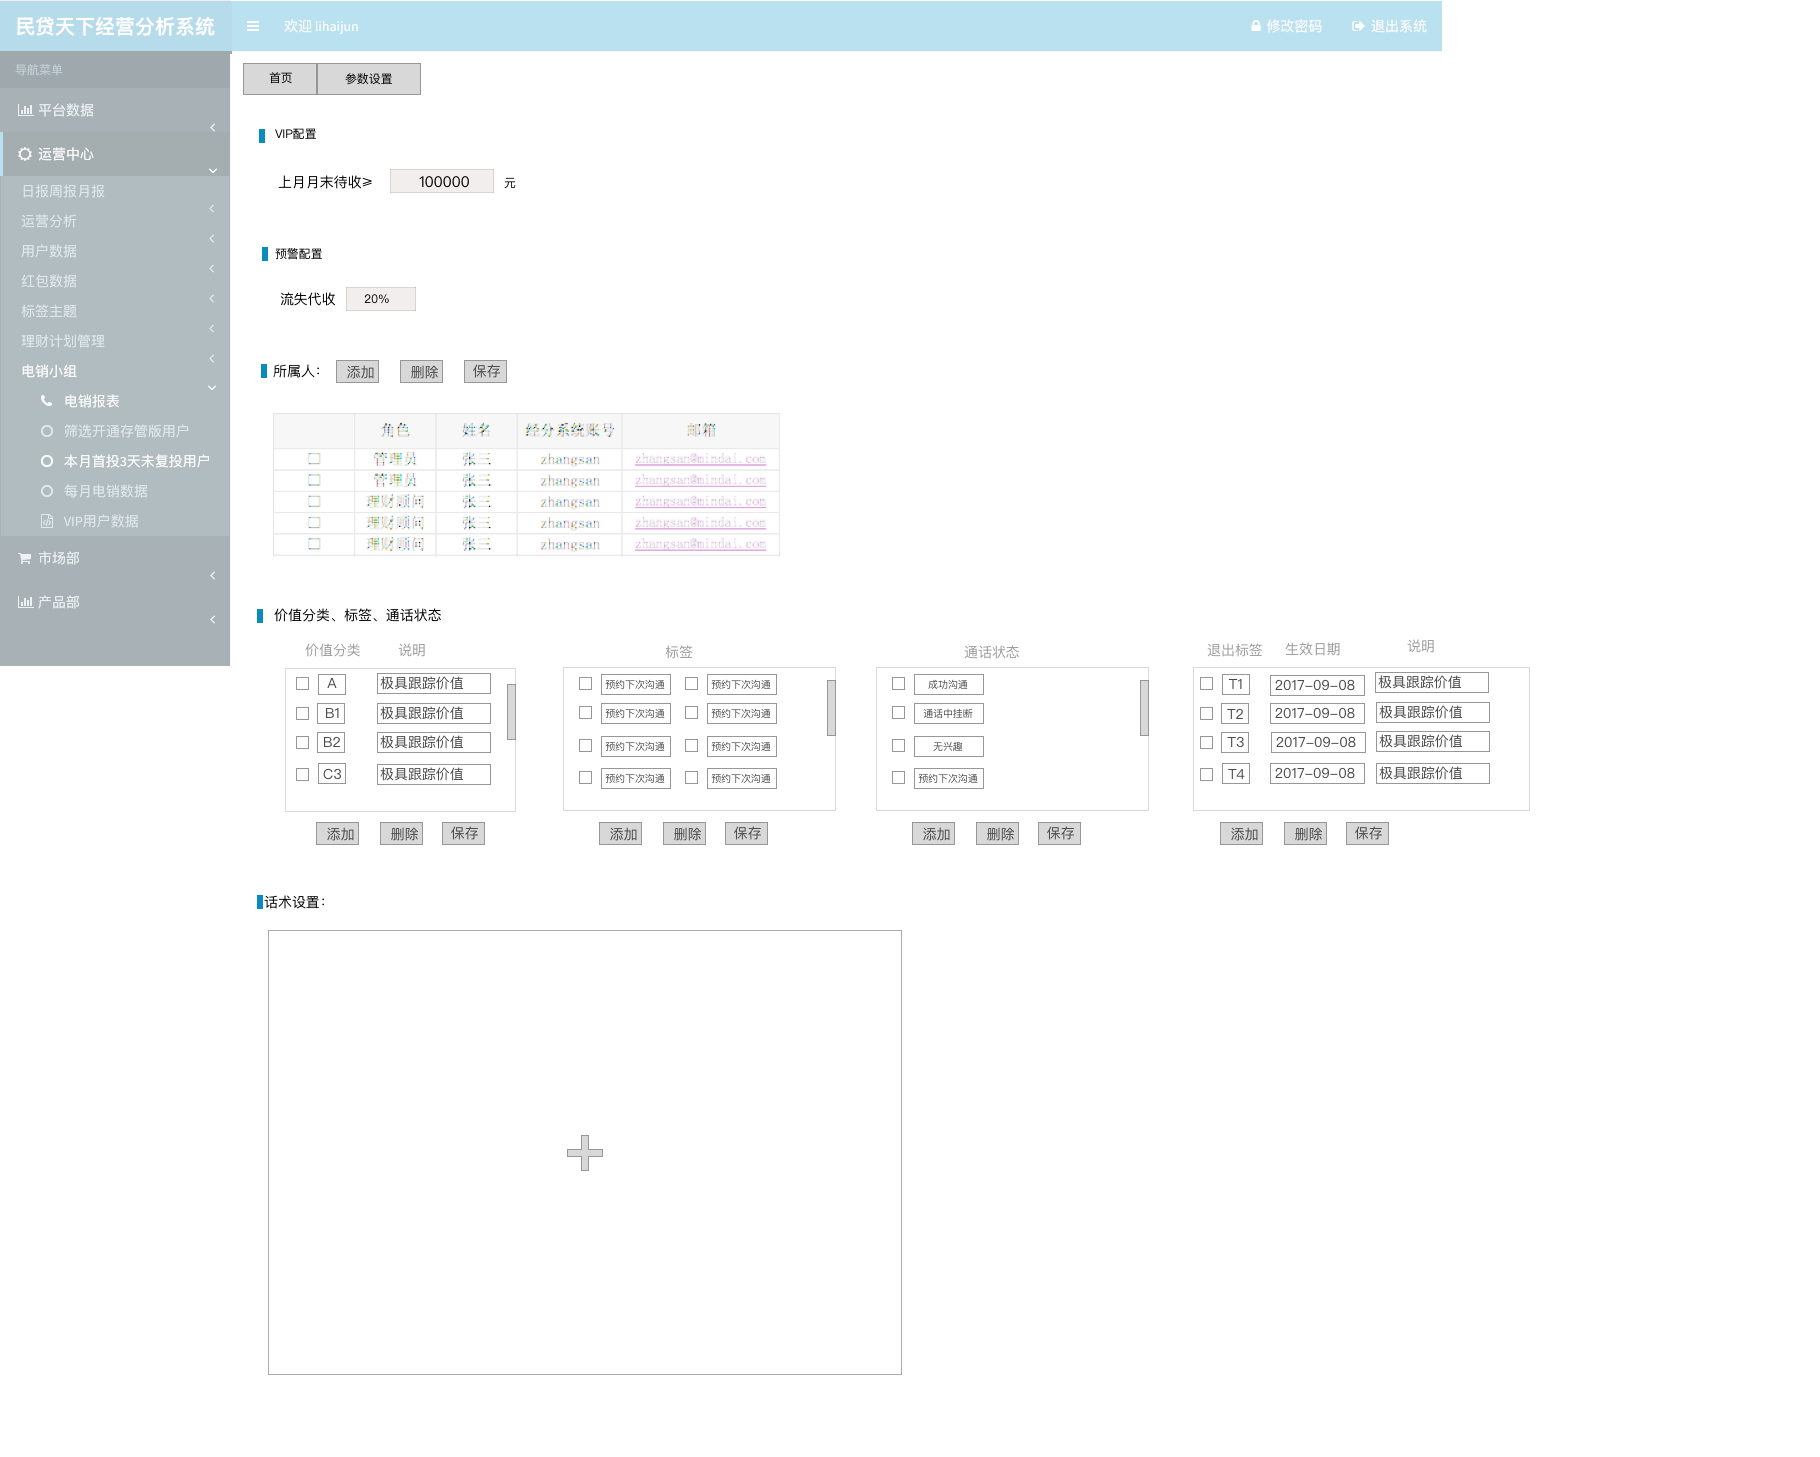 民贷天下经营分析系统
欢迎 lihaijun
修改密码
退出系统
导航菜单
平台数据
运营中心
日报周报月报
运营分析
用户数据
红包数据
标签主题
理财计划管理
电销小组
电销报表
筛选开通存管版用户
本月首投3天未复投用户
每月电销数据
VIP用户数据
市场部
产品部
首页 参数设置
VIP配置
上月月末待收≥ 100000 元
预警配置
流失代收 20%
所属人： 添加 删除 保存
角色 姓名 经分系统账号 邮箱
管理员 张三 zhangsan zhangsan@mindai.com
管理员 张三 zhangsan zhangsan@mindai.com
理财顾问 张三 zhangsan zhangsan@mindai.com
理财顾问 张三 zhangsan zhangsan@mindai.com
理财顾问 张三 zhangsan zhangsan@mindai.com
价值分类、标签、通话状态
价值分类 说明
A 极具跟踪价值
B1 极具跟踪价值
B2 极具跟踪价值
C3 极具跟踪价值
添加 删除 保存
标签
预约下次沟通 预约下次沟通
预约下次沟通 预约下次沟通
预约下次沟通 预约下次沟通
预约下次沟通 预约下次沟通
添加 删除 保存
通话状态
成功沟通
通话中挂断
无兴趣
预约下次沟通
添加 删除 保存
退出标签 生效日期 说明
T1 2017-09-08 极具跟踪价值
T2 2017-09-08 极具跟踪价值
T3 2017-09-08 极具跟踪价值
T4 2017-09-08 极具跟踪价值
添加 删除 保存
话术设置：